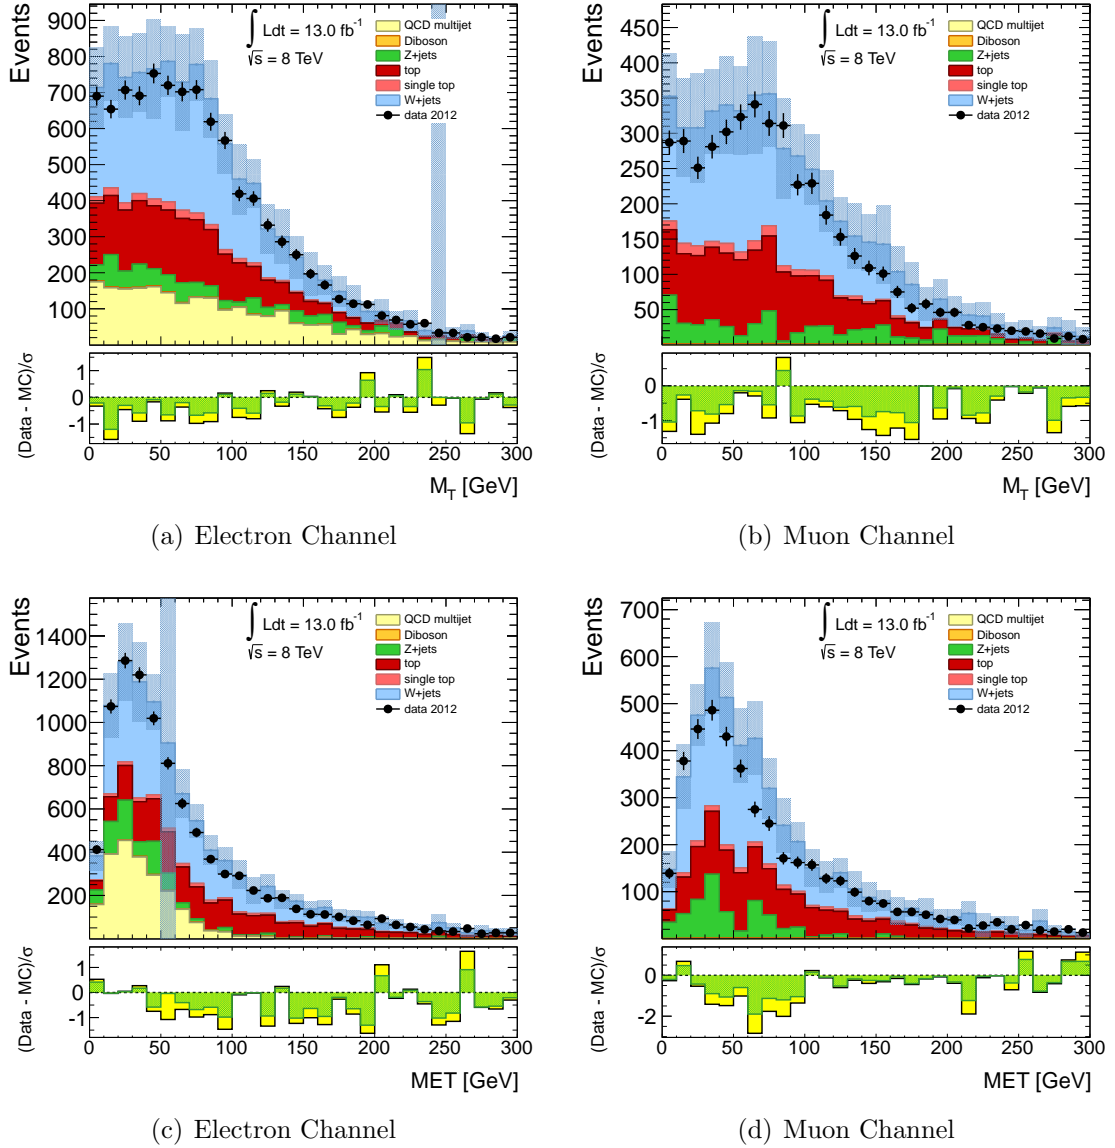 Events
900
800
700
600
500
400
300
200
100
∫ Ldt = 13.0 fb⁻¹
√s = 8 TeV
QCD multijet
Diboson
Z+jets
top
single top
W+jets
data 2012
(Data - MC)/σ
1
0
-1
0 50 100 150 200 250 300
M_T [GeV]
(a) Electron Channel
Events
450
400
350
300
250
200
150
100
50
∫ Ldt = 13.0 fb⁻¹
√s = 8 TeV
QCD multijet
Diboson
Z+jets
top
single top
W+jets
data 2012
(Data - MC)/σ
0
-1
0 50 100 150 200 250 300
M_T [GeV]
(b) Muon Channel
Events
1400
1200
1000
800
600
400
200
∫ Ldt = 13.0 fb⁻¹
√s = 8 TeV
QCD multijet
Diboson
Z+jets
top
single top
W+jets
data 2012
(Data - MC)/σ
1
0
-1
0 50 100 150 200 250 300
MET [GeV]
(c) Electron Channel
Events
700
600
500
400
300
200
100
∫ Ldt = 13.0 fb⁻¹
√s = 8 TeV
QCD multijet
Diboson
Z+jets
top
single top
W+jets
data 2012
(Data - MC)/σ
0
-2
0 50 100 150 200 250 300
MET [GeV]
(d) Muon Channel